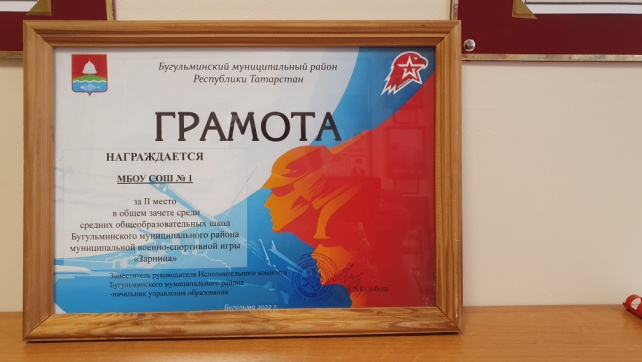 Бугульминский муниципальный район
Республики Татарстан
ГРАМОТА
НАГРАЖДАЕТСЯ
МБОУ СОШ № 1
за II место
в общем зачете среди
средних общеобразовательных школ
Бугульминского муниципального района
муниципальной военно-спортивной игры
«Зарница»
Заместитель руководителя Исполнительного комитета
Бугульминского муниципального района
-начальник управления образования
Бугульма 2022 г.